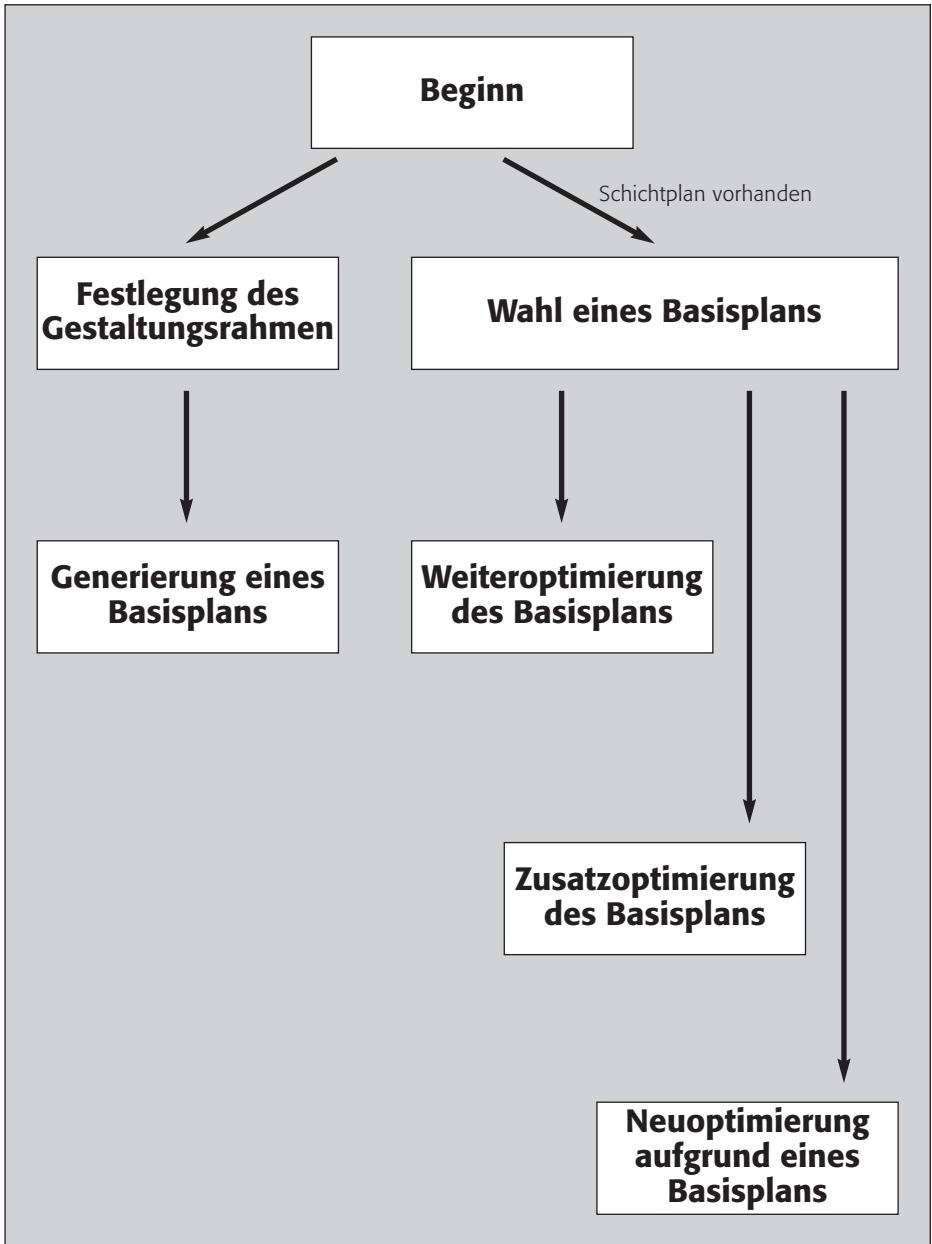 Beginn
Schichtplan vorhanden
Festlegung des
Gestaltungsrahmen
Wahl eines Basisplans
Generierung eines
Basisplans
Weiteroptimierung
des Basisplans
Zusatzoptimierung
des Basisplans
Neuoptimierung
aufgrund eines
Basisplans